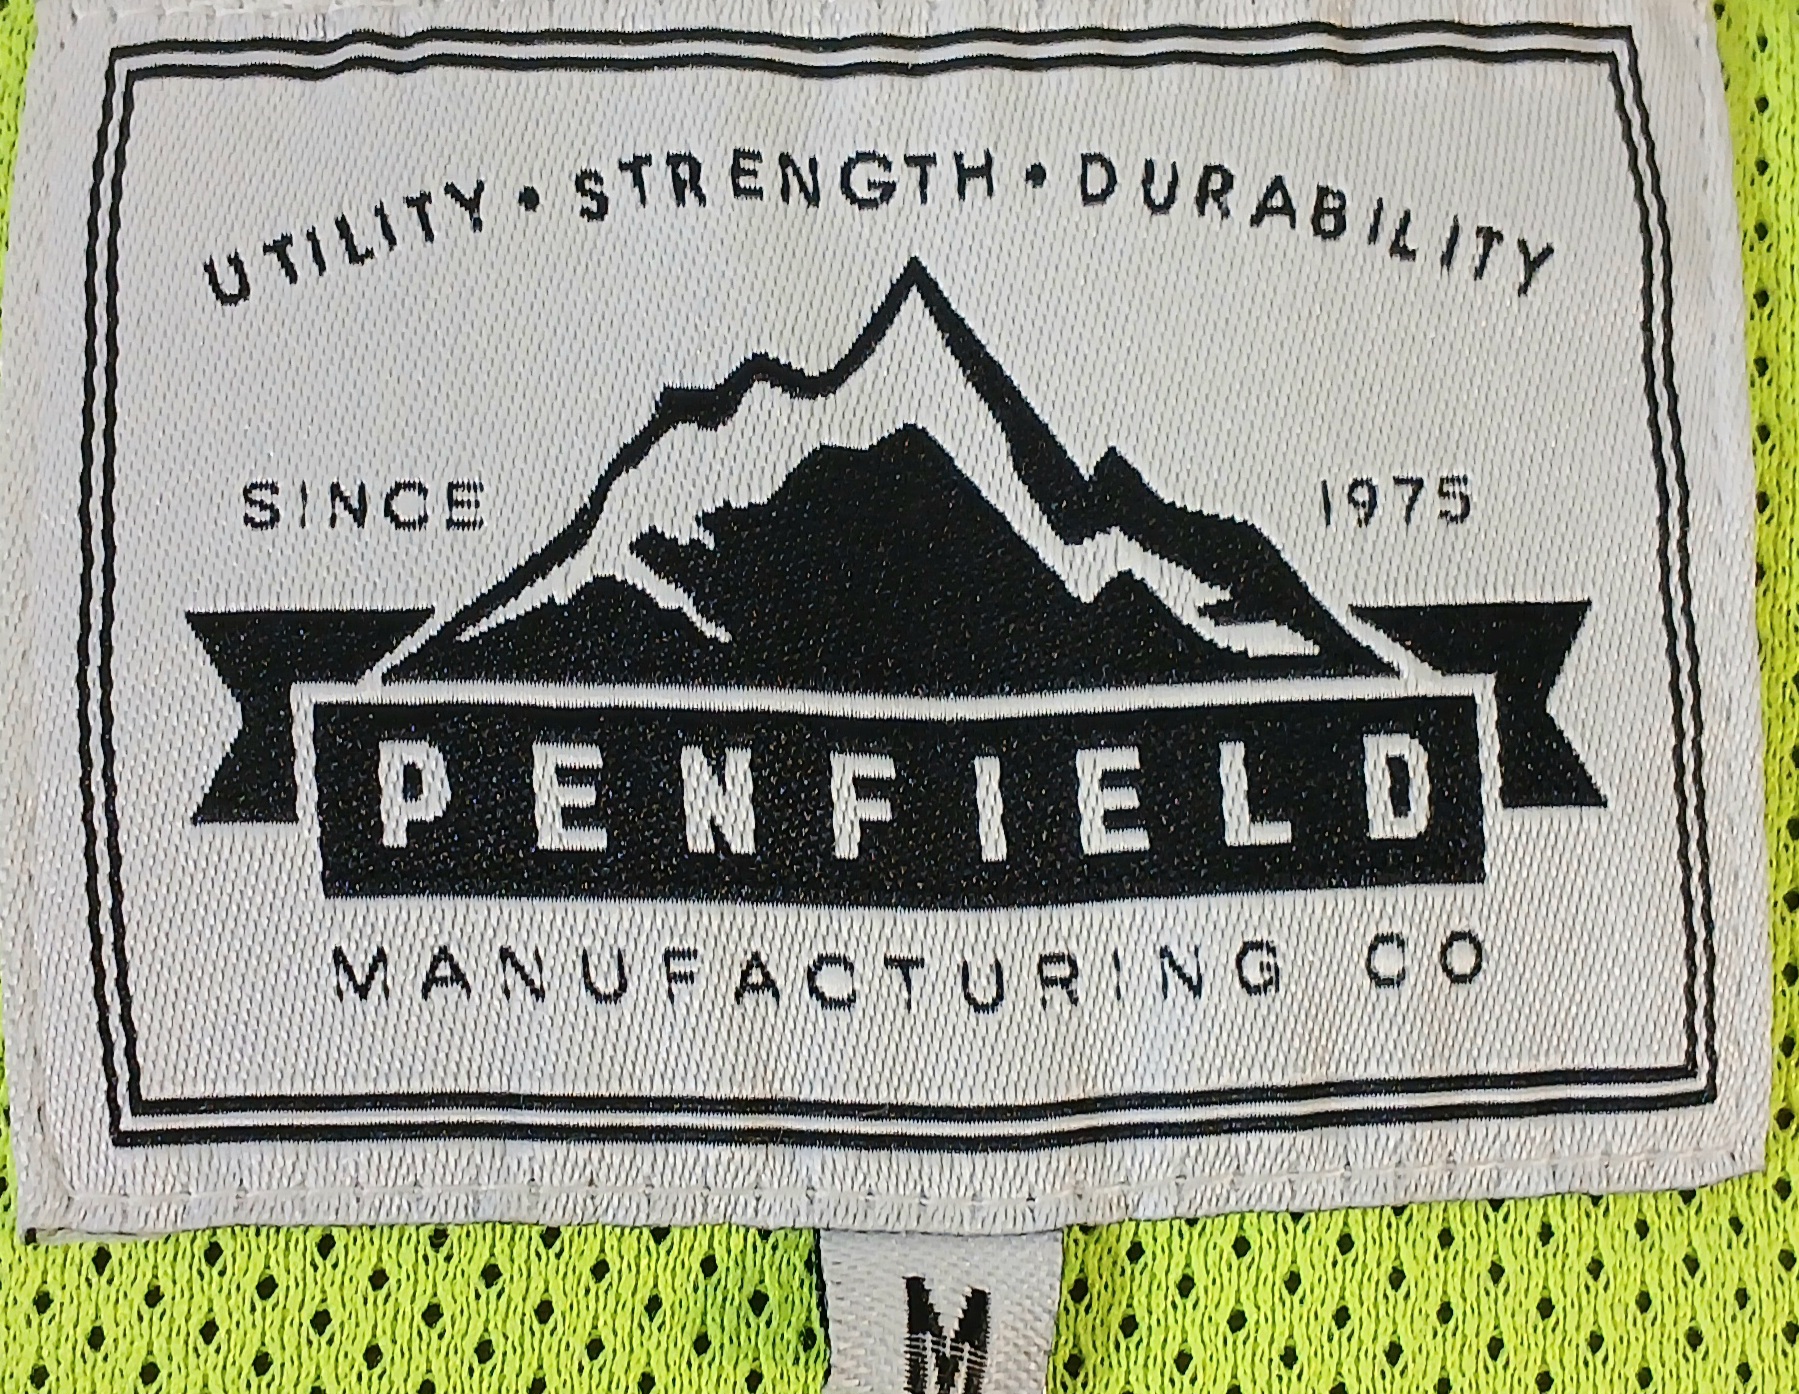 UTILITY • STRENGTH • DURABILITY
SINCE 1975
PENFIELD
MANUFACTURING CO
M